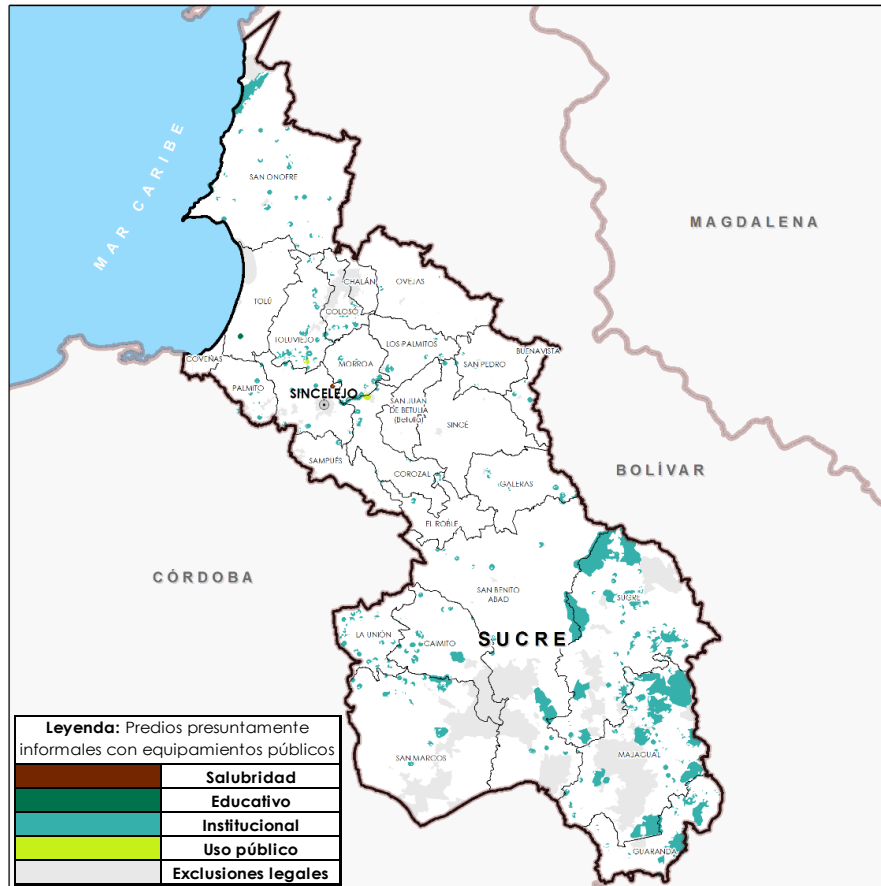 MAR CARIBE
SAN ONOFRE
MAGDALENA
CHALÁN
OVEJAS
TOLÚ
COLOSÓ
TOLUVIEJO
LOS PALMITOS
COVEÑAS
MORROA
SAN PEDRO
BUENAVISTA
PALMITO
SINCELEJO
SAN JUAN
DE BETULIA
(Betulia)
SINCÉ
SAMPUÉS
COROZAL
GALERAS
BOLÍVAR
EL ROBLE
CÓRDOBA
SAN BENITO
ABAD
SUCRE
LA UNIÓN
CAIMITO
SUCRE
SAN MARCOS
MAJAGUAL
GUARANDA
Leyenda: Predios presuntamente
informales con equipamientos públicos
Salubridad
Educativo
Institucional
Uso público
Exclusiones legales